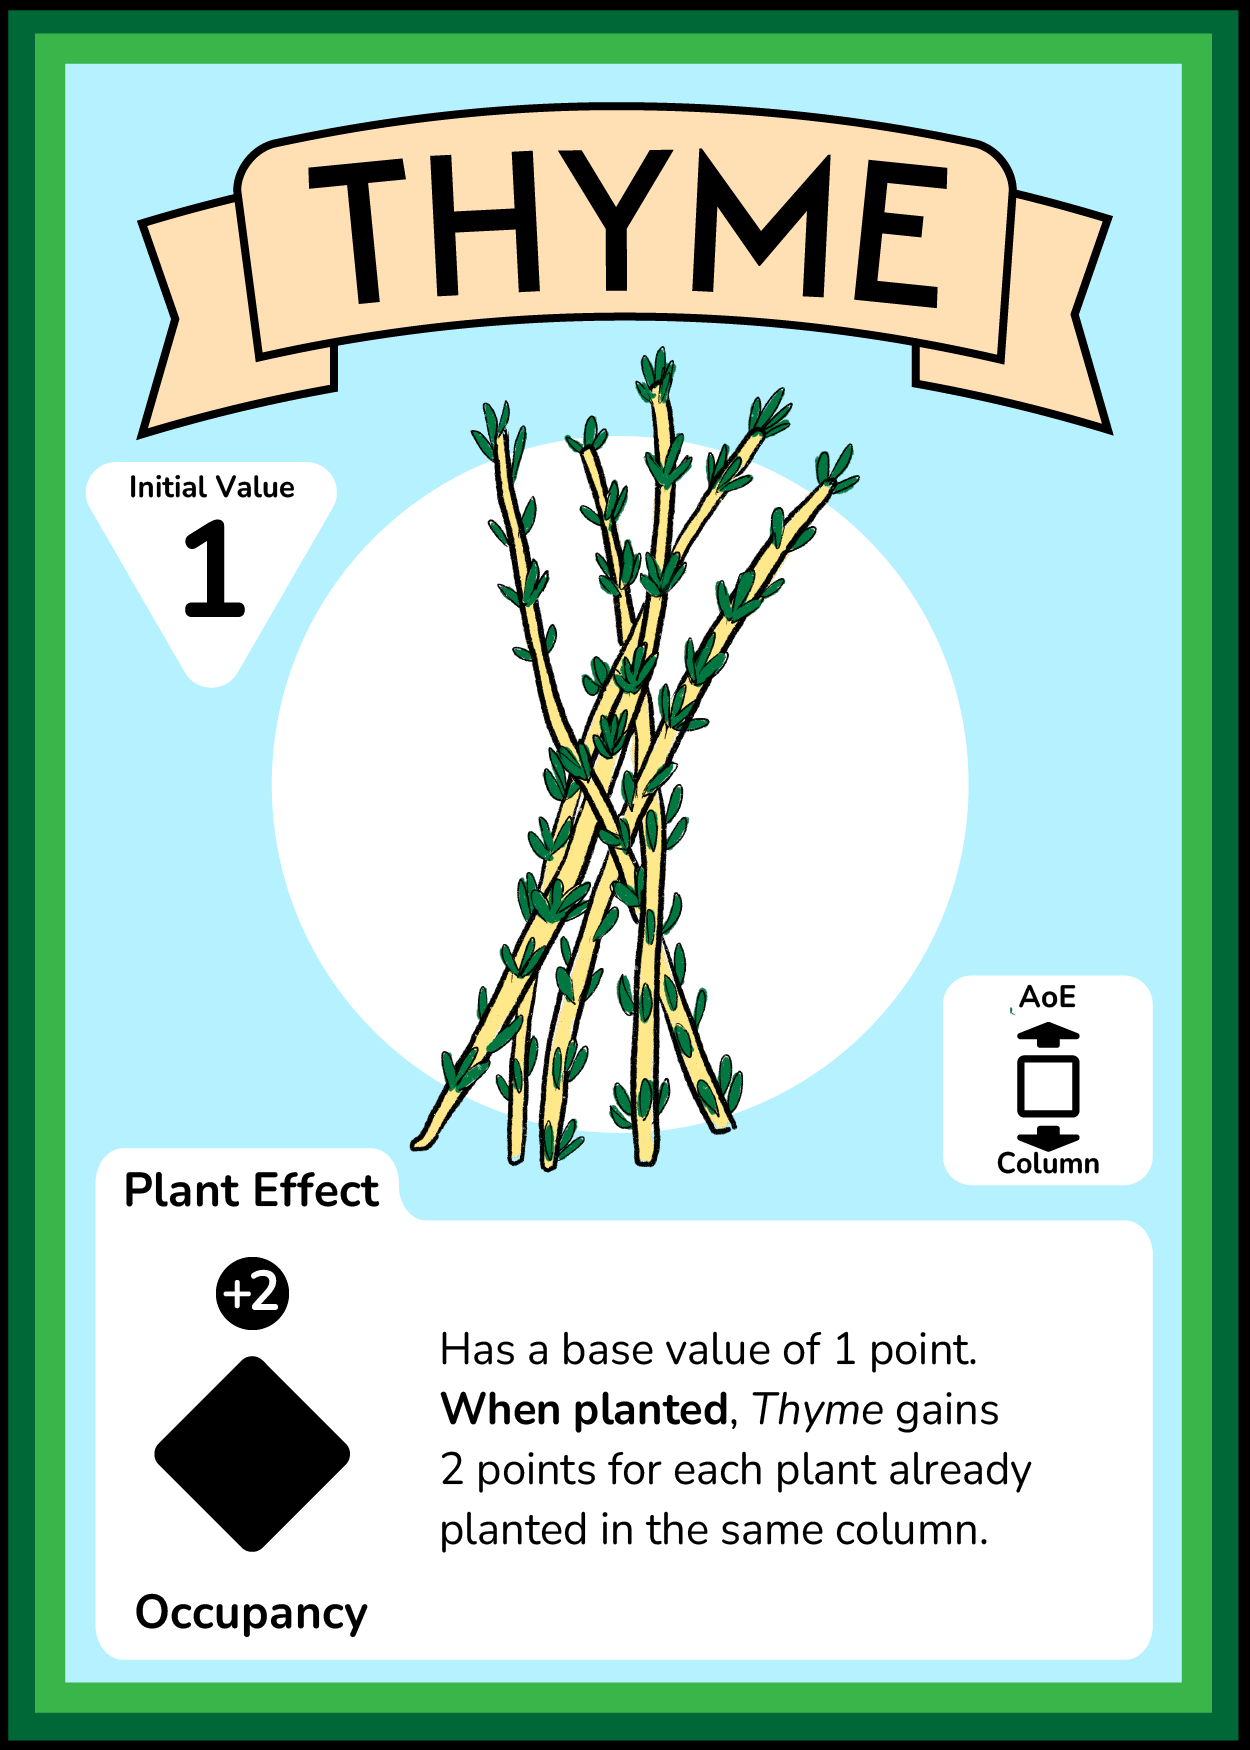 THYME
Initial Value
1
AoE
Column
Plant Effect
+2
Has a base value of 1 point.
When planted, Thyme gains
2 points for each plant already
planted in the same column.
Occupancy